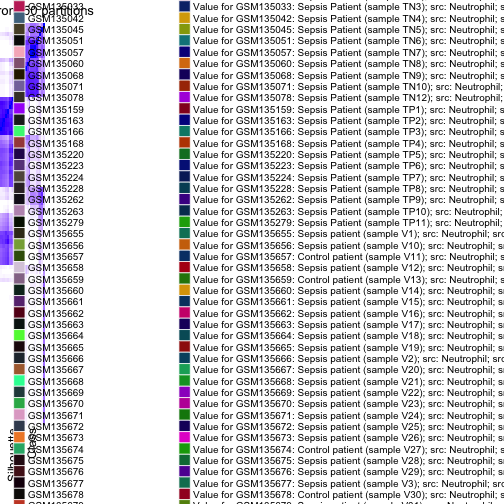 GSM135033 Value for GSM135033: Sepsis Patient (sample TN3); src: Neutrophil; s
GSM135042 Value for GSM135042: Sepsis Patient (sample TN4); src: Neutrophil; s
GSM135045 Value for GSM135045: Sepsis Patient (sample TN5); src: Neutrophil; s
GSM135051 Value for GSM135051: Sepsis Patient (sample TN6); src: Neutrophil; s
GSM135057 Value for GSM135057: Sepsis Patient (sample TN7); src: Neutrophil; s
GSM135060 Value for GSM135060: Sepsis Patient (sample TN8); src: Neutrophil; s
GSM135068 Value for GSM135068: Sepsis Patient (sample TN9); src: Neutrophil; s
GSM135071 Value for GSM135071: Sepsis Patient (sample TN10); src: Neutrophil;
GSM135078 Value for GSM135078: Sepsis Patient (sample TN12); src: Neutrophil;
GSM135159 Value for GSM135159: Sepsis Patient (sample TP1); src: Neutrophil; s
GSM135163 Value for GSM135163: Sepsis Patient (sample TP2); src: Neutrophil; s
GSM135166 Value for GSM135166: Sepsis Patient (sample TP3); src: Neutrophil; s
GSM135168 Value for GSM135168: Sepsis Patient (sample TP4); src: Neutrophil; s
GSM135220 Value for GSM135220: Sepsis Patient (sample TP5); src: Neutrophil; s
GSM135223 Value for GSM135223: Sepsis Patient (sample TP6); src: Neutrophil; s
GSM135224 Value for GSM135224: Sepsis Patient (sample TP7); src: Neutrophil; s
GSM135228 Value for GSM135228: Sepsis Patient (sample TP8); src: Neutrophil; s
GSM135262 Value for GSM135262: Sepsis Patient (sample TP9); src: Neutrophil; s
GSM135263 Value for GSM135263: Sepsis Patient (sample TP10); src: Neutrophil;
GSM135279 Value for GSM135279: Sepsis Patient (sample TP11); src: Neutrophil;
GSM135655 Value for GSM135655: Sepsis patient (sample V1); src: Neutrophil; src
GSM135656 Value for GSM135656: Sepsis patient (sample V10); src: Neutrophil; s
GSM135657 Value for GSM135657: Control patient (sample V11); src: Neutrophil; s
GSM135658 Value for GSM135658: Sepsis patient (sample V12); src: Neutrophil; s
GSM135659 Value for GSM135659: Control patient (sample V13); src: Neutrophil; s
GSM135660 Value for GSM135660: Sepsis patient (sample V14); src: Neutrophil; s
GSM135661 Value for GSM135661: Sepsis patient (sample V15); src: Neutrophil; s
GSM135662 Value for GSM135662: Sepsis patient (sample V16); src: Neutrophil; s
GSM135663 Value for GSM135663: Sepsis patient (sample V17); src: Neutrophil; s
GSM135664 Value for GSM135664: Sepsis patient (sample V18); src: Neutrophil; s
GSM135665 Value for GSM135665: Sepsis patient (sample V19); src: Neutrophil; s
GSM135666 Value for GSM135666: Sepsis patient (sample V2); src: Neutrophil; src
GSM135667 Value for GSM135667: Sepsis patient (sample V20); src: Neutrophil; s
GSM135668 Value for GSM135668: Sepsis patient (sample V21); src: Neutrophil; s
GSM135669 Value for GSM135669: Sepsis patient (sample V22); src: Neutrophil; s
GSM135670 Value for GSM135670: Sepsis patient (sample V23); src: Neutrophil; s
GSM135671 Value for GSM135671: Sepsis patient (sample V24); src: Neutrophil; s
GSM135672 Value for GSM135672: Sepsis patient (sample V25); src: Neutrophil; s
GSM135673 Value for GSM135673: Sepsis patient (sample V26); src: Neutrophil; s
GSM135674 Value for GSM135674: Control patient (sample V27); src: Neutrophil; s
GSM135675 Value for GSM135675: Sepsis patient (sample V28); src: Neutrophil; s
GSM135676 Value for GSM135676: Sepsis patient (sample V29); src: Neutrophil; s
GSM135677 Value for GSM135677: Sepsis patient (sample V3); src: Neutrophil; src
GSM135678 Value for GSM135678: Control patient (sample V30); src: Neutrophil; s
partitions
Silhouette